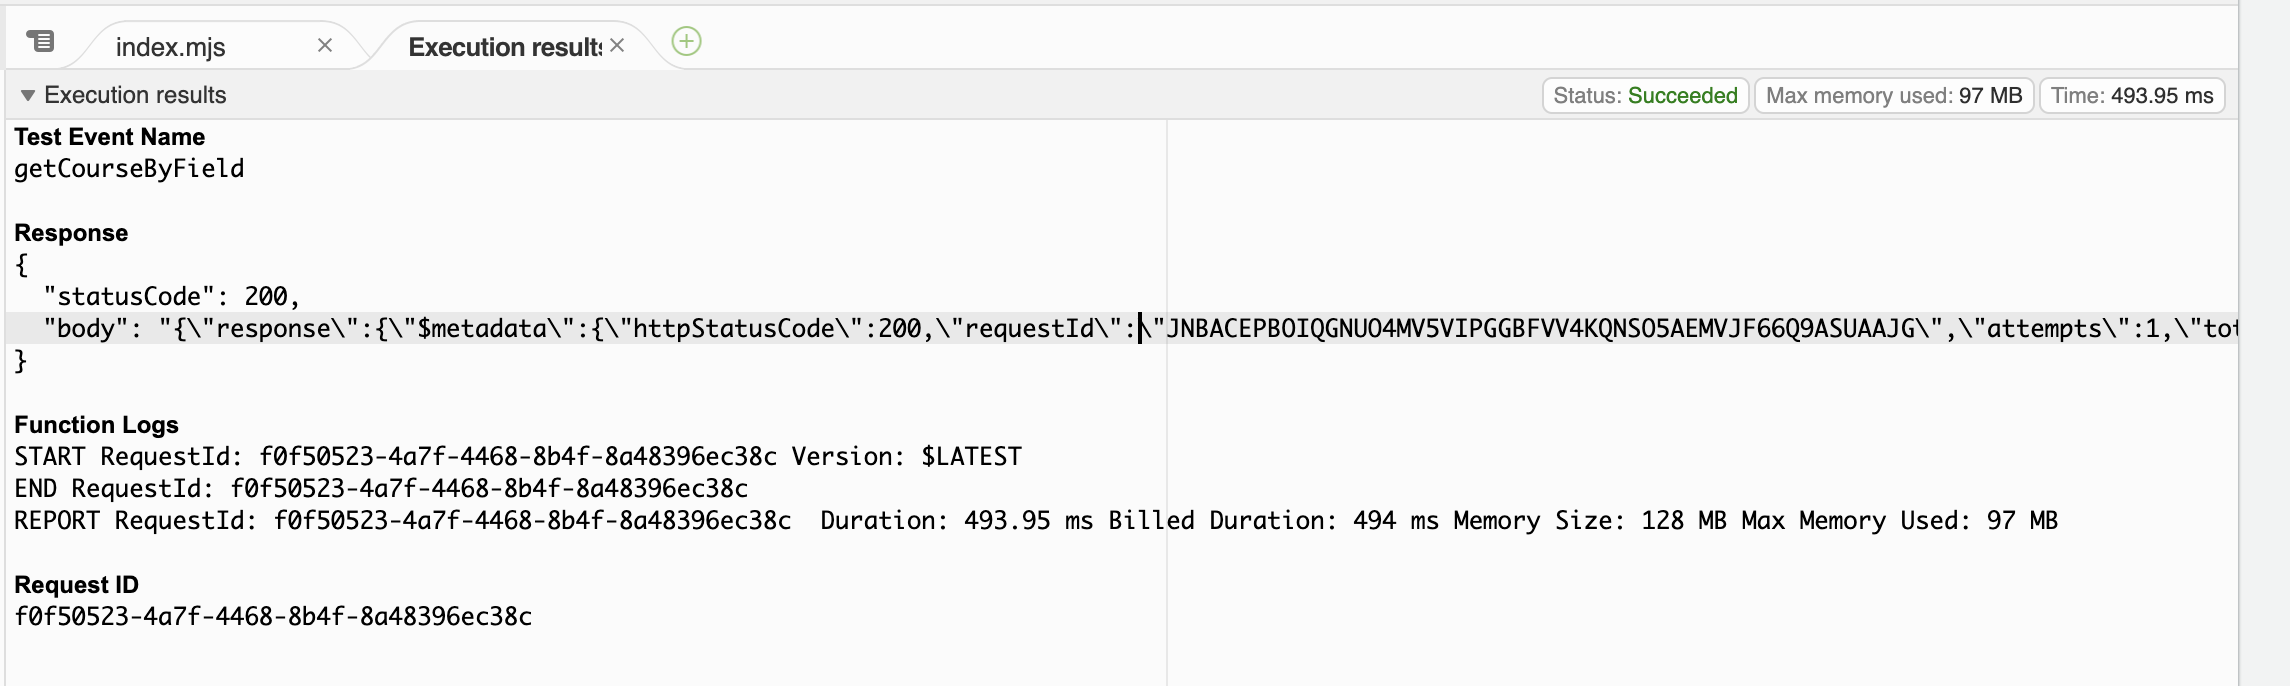 index.mjs
Execution results
Execution results Status: Succeeded Max memory used: 97 MB Time: 493.95 ms
Test Event Name
getCourseByField
Response
{
"statusCode": 200,
"body": "{\"response\":{\"$metadata\":{\"httpStatusCode\":200,\"requestId\":\"JNBACEPBOIQGNUO4MV5VIPGGBFVV4KQNSO5AEMVJF66Q9ASUAAJG\",\"attempts\":1,\"tot
}
Function Logs
START RequestId: f0f50523-4a7f-4468-8b4f-8a48396ec38c Version: $LATEST
END RequestId: f0f50523-4a7f-4468-8b4f-8a48396ec38c
REPORT RequestId: f0f50523-4a7f-4468-8b4f-8a48396ec38c Duration: 493.95 ms Billed Duration: 494 ms Memory Size: 128 MB Max Memory Used: 97 MB
Request ID
f0f50523-4a7f-4468-8b4f-8a48396ec38c